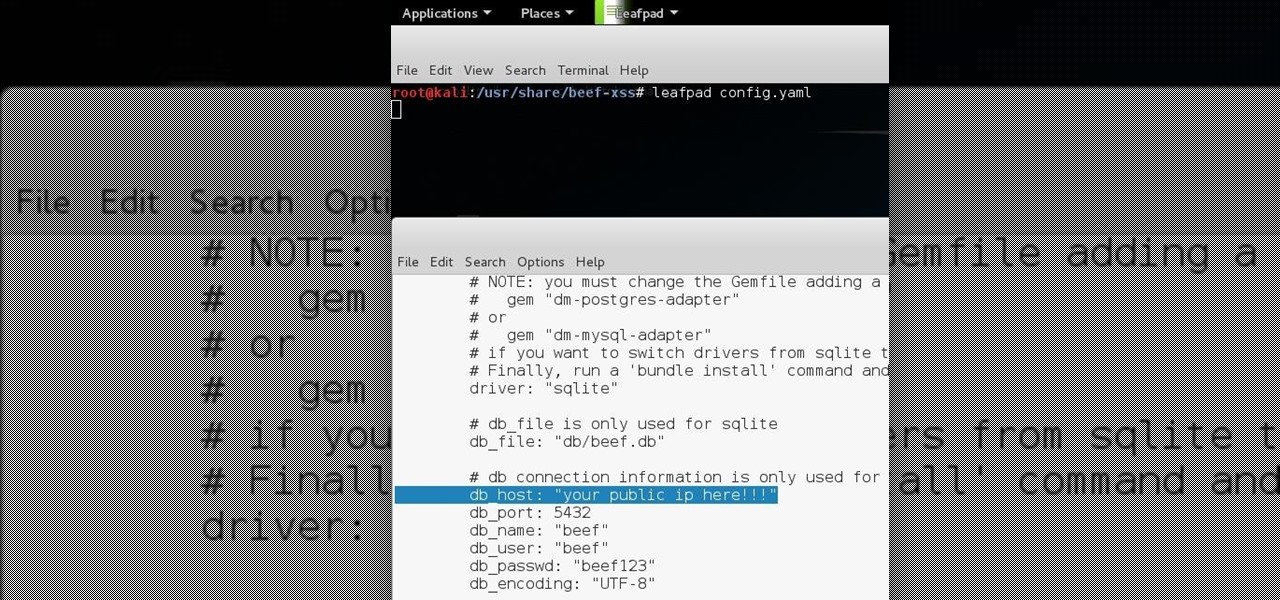 Applications Places Leafpad
File Edit View Search Terminal Help
root@kali:/usr/share/beef-xss# leafpad config.yaml
File Edit Search Options Help
# NOTE: you must change the Gemfile adding a
#   gem "dm-postgres-adapter"
# or
#   gem "dm-mysql-adapter"
# if you want to switch drivers from sqlite t
# Finally, run a 'bundle install' command and
driver: "sqlite"
# db_file is only used for sqlite
db_file: "db/beef.db"
# db connection information is only used for
db_host: "your public ip here!!!"
db_port: 5432
db_name: "beef"
db_user: "beef"
db_passwd: "beef123"
db_encoding: "UTF-8"
File Edit Search Opti
# NOTE: Gemfile adding a
#   gem
# or
#   gem
# if you ers from sqlite t
# Finall all' command and
driver: